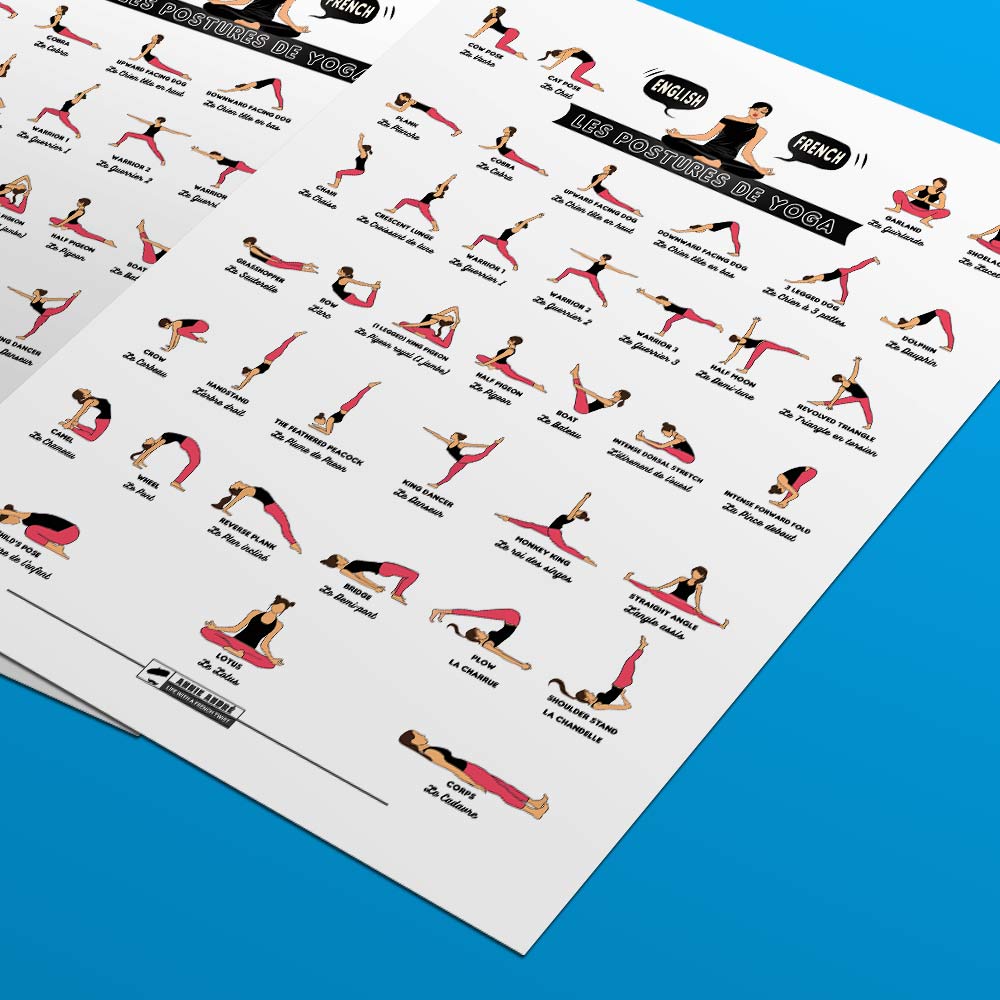 FRENCH
LES POSTURES DE YOGA
COBRA
Le Cobra
UPWARD FACING DOG
Le Chien tête en haut
DOWNWARD FACING DOG
Le Chien tête en bas
WARRIOR 1
Le Guerrier 1
WARRIOR 2
Le Guerrier 2
WARRIOR
Le Guerrier
PIGEON
HALF PIGEON
Le Pigeon
BOAT
DANCER
Danseur
COW POSE
La Vache
CAT POSE
Le Chat
ENGLISH
FRENCH
LES POSTURES DE YOGA
PLANK
La Planche
COBRA
Le Cobra
UPWARD FACING DOG
Le Chien tête en haut
DOWNWARD FACING DOG
Le Chien tête en bas
GARLAND
La Guirlande
CHAIR
La Chaise
CRESCENT LUNGE
Le Croissant de lune
WARRIOR 1
Le Guerrier 1
WARRIOR 2
Le Guerrier 2
3 LEGGED DOG
Le Chien à 3 pattes
DOLPHIN
Le Dauphin
GRASSHOPPER
La Sauterelle
BOW
L'arc
(1 LEGGED) KING PIGEON
Le Pigeon royal (1 jambe)
HALF PIGEON
Le Pigeon
WARRIOR 3
Le Guerrier 3
HALF MOON
La Demi-lune
REVOLVED TRIANGLE
Le Triangle en torsion
CROW
Le Corbeau
HANDSTAND
L'arbre droit
THE FEATHERED PEACOCK
La Plume de Paon
BOAT
Le Bateau
INTENSE DORSAL STRETCH
L'étirement de l'ouest
INTENSE FORWARD FOLD
La Pince debout
CAMEL
Le Chameau
WHEEL
Le Pont
KING DANCER
Le Danseur
REVERSE PLANK
Le Plan incliné
MONKEY KING
Le roi des singes
CHILD'S POSE
de l'enfant
BRIDGE
Le Demi-pont
STRAIGHT ANGLE
L'angle assis
LOTUS
Le Lotus
PLOW
LA CHARRUE
SHOULDER STAND
LA CHANDELLE
ANNIE ANDRÉ
LIFE WITH A FRENCH TWIST
CORPS
Le Cadavre